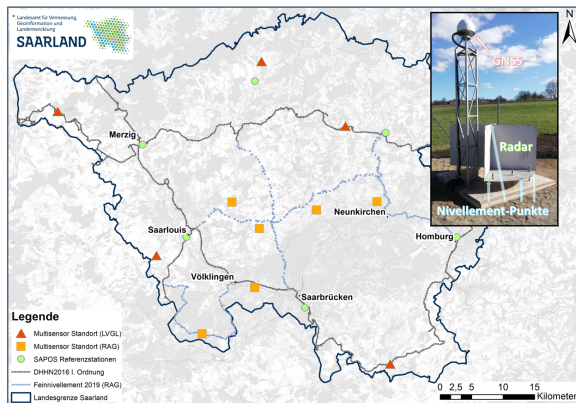 Landesamt für Vermessung,
Geoinformation und
Landentwicklung
SAARLAND
N
GNSS
Radar
Nivellement-Punkte
Merzig
Neunkirchen
Saarlouis
Homburg
Völklingen
Saarbrücken
Legende
Multisensor Standort (LVGL)
Multisensor Standort (RAG)
SAPOS Referenzstationen
DHHN2016 I. Ordnung
Feinnivellement 2019 (RAG)
Landesgrenze Saarland
0 2,5 5 10 15
Kilometer